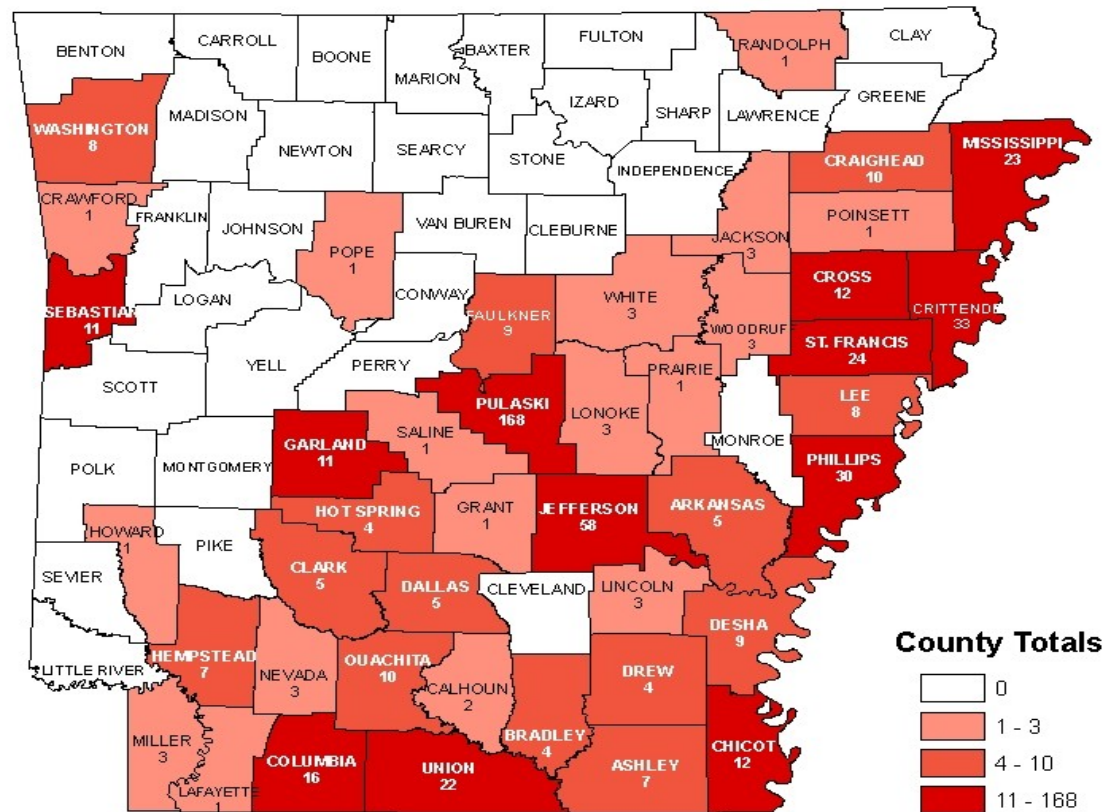 BENTON
CARROLL
BOONE
MARION
BAXTER
FULTON
RANDOLPH
1
CLAY
IZARD
SHARP
LAWRENCE
GREENE
WASHINGTON
8
MADISON
NEWTON
SEARCY
STONE
INDEPENDENCE
CRAIGHEAD
10
MISSISSIPPI
23
CRAWFORD
1
FRANKLIN
JOHNSON
POPE
1
VAN BUREN
CLEBURNE
JACKSON
3
POINSETT
1
SEBASTIAN
11
LOGAN
CONWAY
FAULKNER
9
WHITE
3
WOODRUFF
3
CROSS
12
CRITTENDE
33
SCOTT
YELL
PERRY
PULASKI
168
LONOKE
3
PRAIRIE
1
ST. FRANCIS
24
LEE
8
POLK
MONTGOMERY
GARLAND
11
SALINE
1
MONROE
PHILLIPS
30
HOT SPRING
4
GRANT
1
JEFFERSON
58
ARKANSAS
5
HOWARD
1
PIKE
CLARK
5
DALLAS
5
CLEVELAND
LINCOLN
3
SEVIER
DESHA
9
LITTLE RIVER
HEMPSTEAD
7
NEVADA
3
OUACHITA
10
CALHOUN
2
BRADLEY
4
DREW
4
MILLER
3
LAFAYETTE
1
COLUMBIA
16
UNION
22
ASHLEY
7
CHICOT
12
County Totals
0
1 - 3
4 - 10
11 - 168